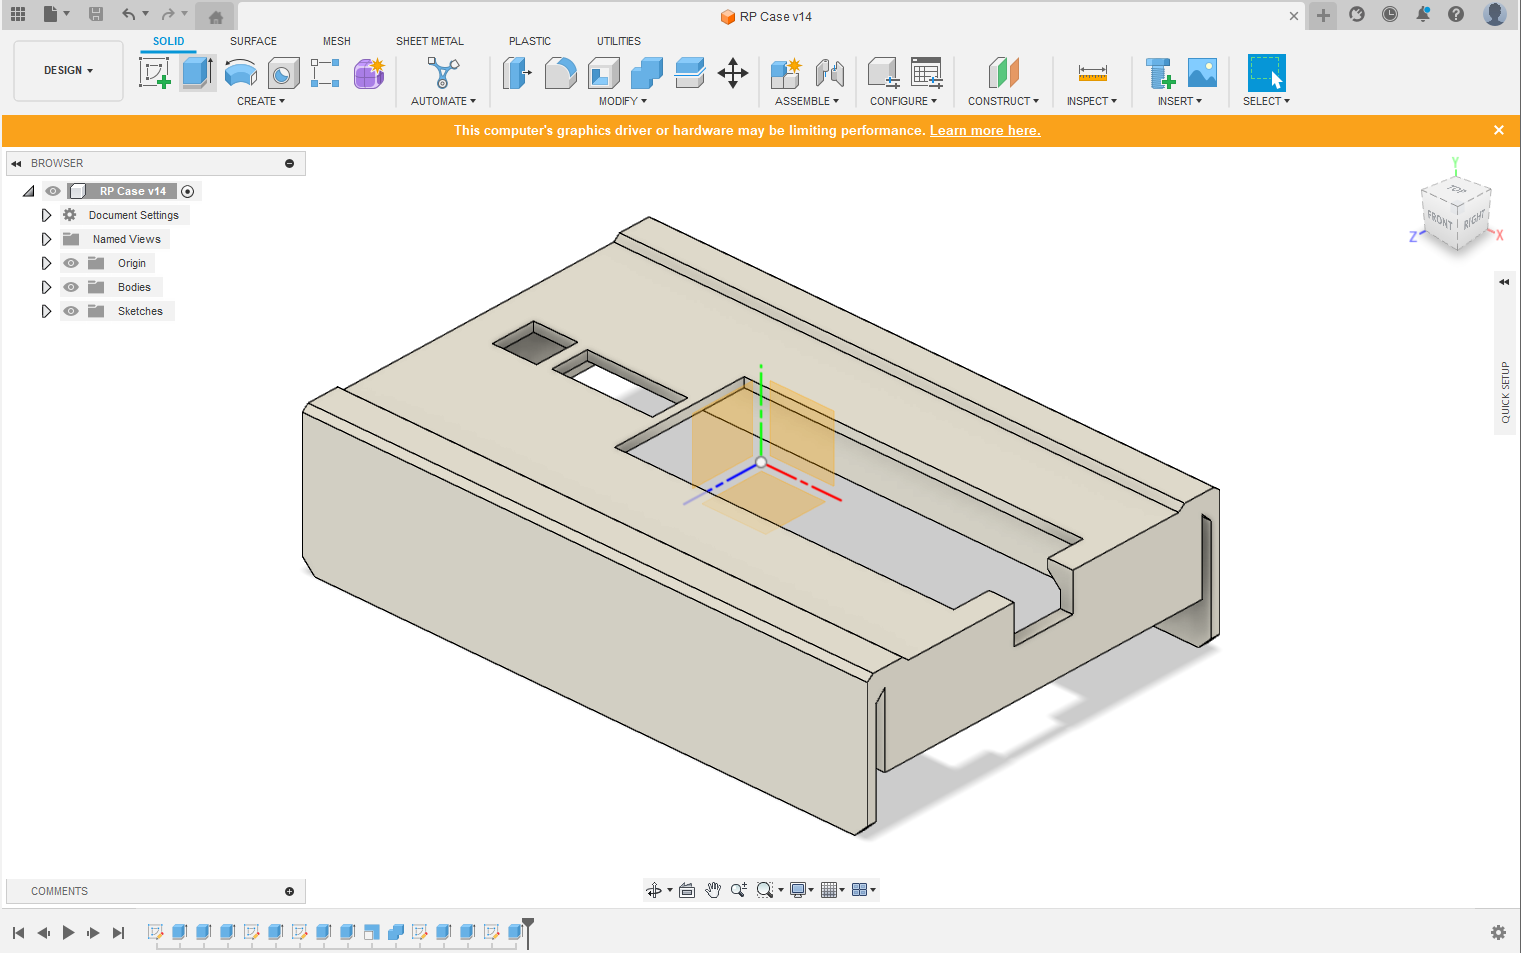 RP Case v14
SOLID SURFACE MESH SHEET METAL PLASTIC UTILITIES
DESIGN
CREATE AUTOMATE MODIFY ASSEMBLE CONFIGURE CONSTRUCT INSPECT INSERT SELECT
This computer's graphics driver or hardware may be limiting performance. Learn more here.
BROWSER
RP Case v14
Document Settings
Named Views
Origin
Bodies
Sketches
Y
TOP
FRONT RIGHT
Z X
QUICK SETUP
COMMENTS